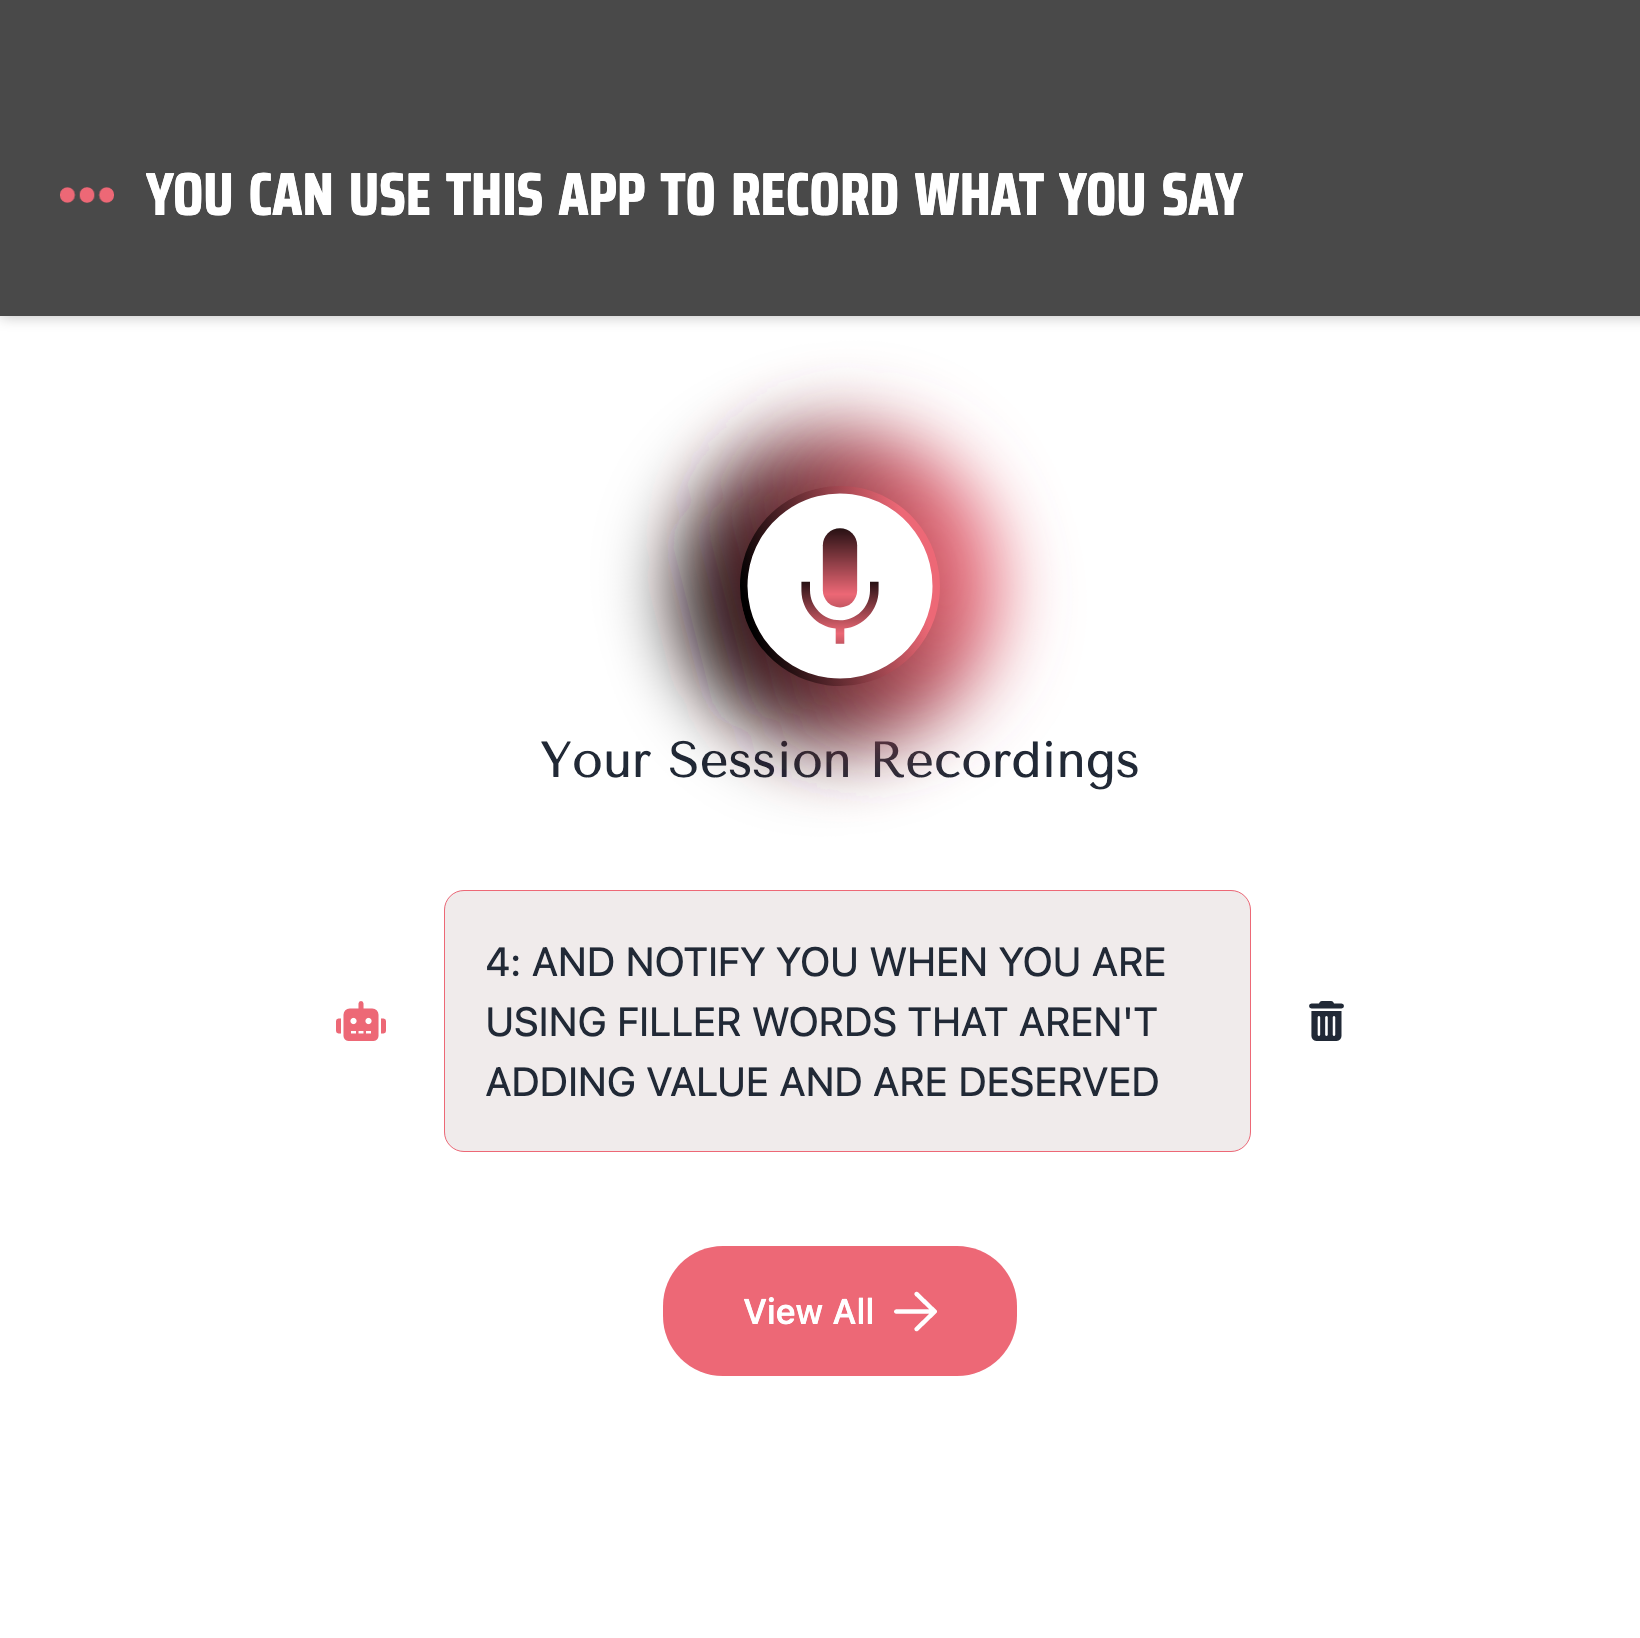 YOU CAN USE THIS APP TO RECORD WHAT YOU SAY
Your Session Recordings
4: AND NOTIFY YOU WHEN YOU ARE
USING FILLER WORDS THAT AREN'T
ADDING VALUE AND ARE DESERVED
View All